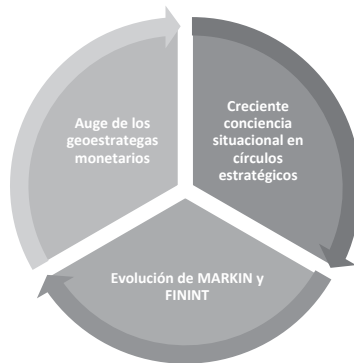 Auge de los
geoestrategas
monetarios
Creciente
conciencia
situacional en
círculos
estratégicos
Evolución de MARKIN y
FININT